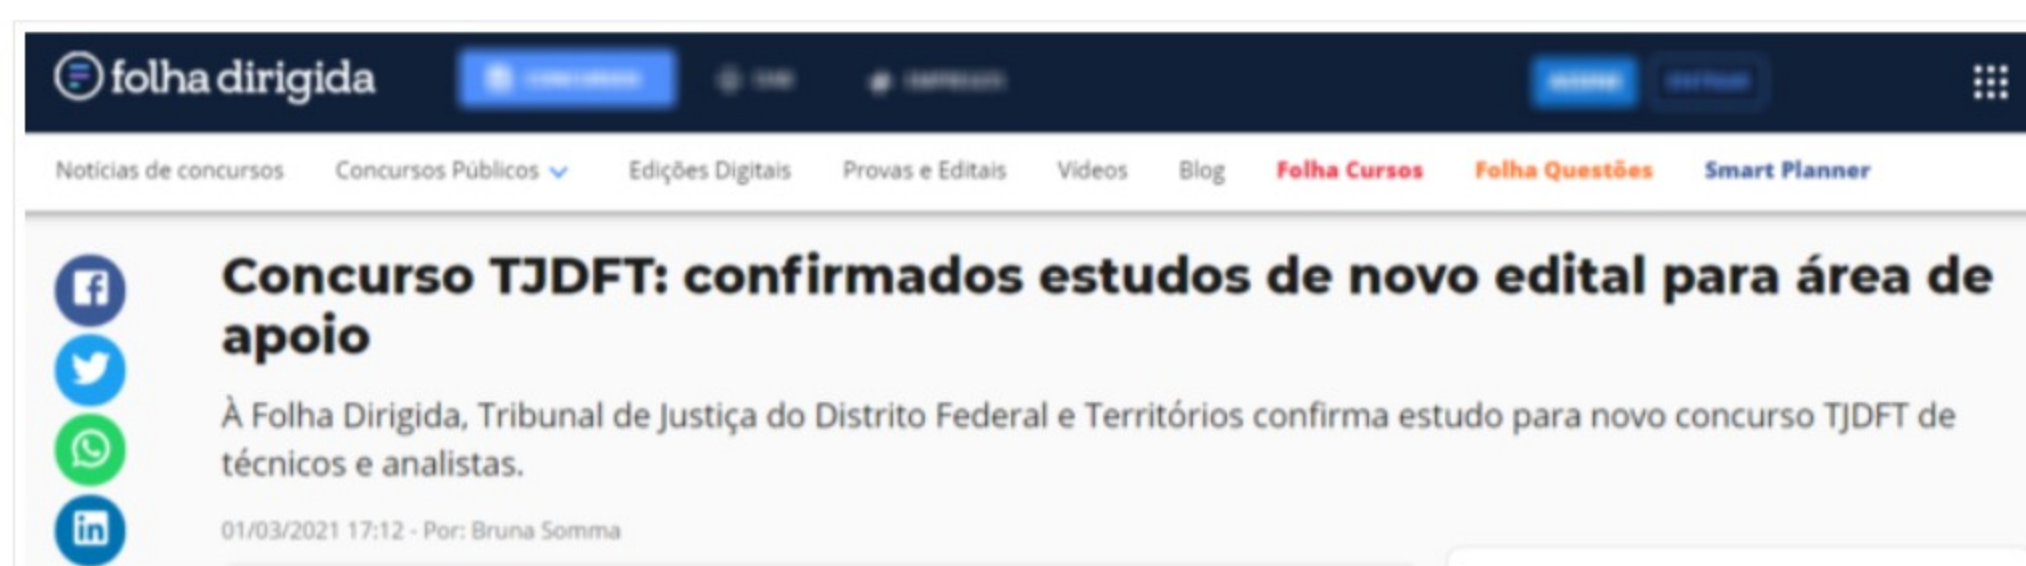 folha dirigida
Notícias de concursos Concursos Públicos Edições Digitais Provas e Editais Vídeos Blog Folha Cursos Folha Questões Smart Planner
Concurso TJDFT: confirmados estudos de novo edital para área de
apoio
À Folha Dirigida, Tribunal de Justiça do Distrito Federal e Territórios confirma estudo para novo concurso TJDFT de
técnicos e analistas.
01/03/2021 17:12 - Por: Bruna Somma